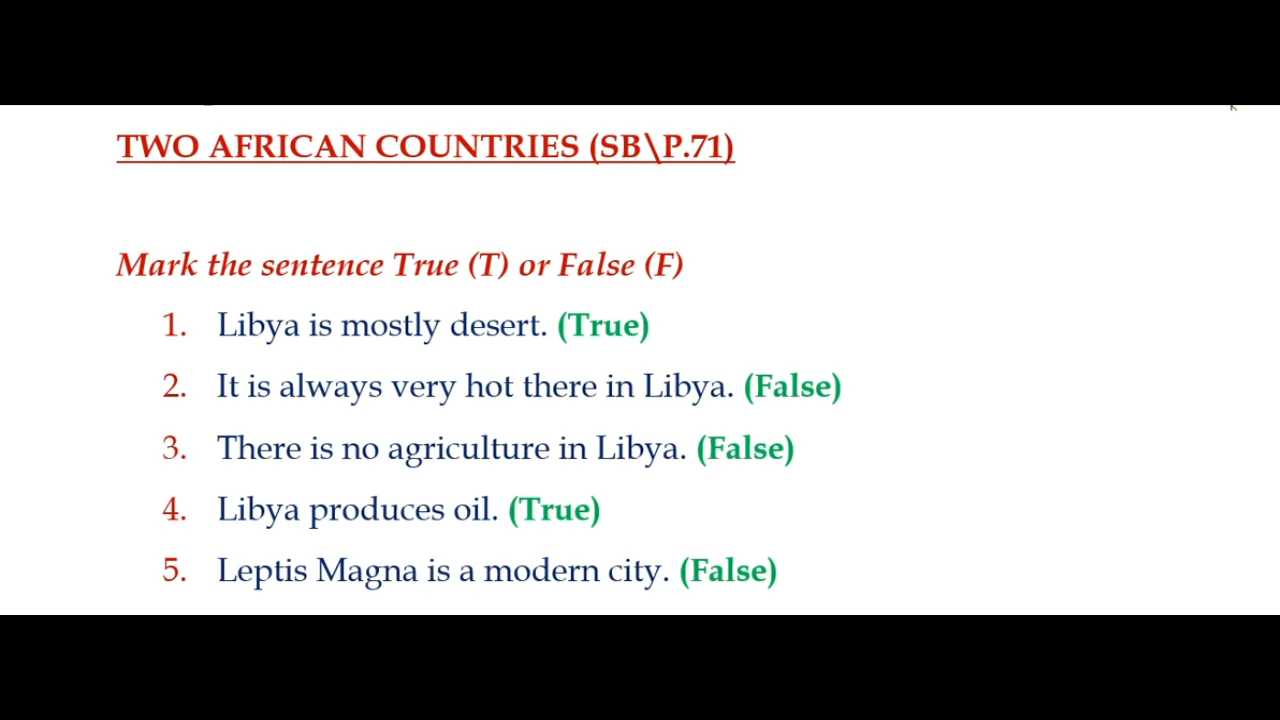 TWO AFRICAN COUNTRIES (SB\P.71)
Mark the sentence True (T) or False (F)
1. Libya is mostly desert. (True)
2. It is always very hot there in Libya. (False)
3. There is no agriculture in Libya. (False)
4. Libya produces oil. (True)
5. Leptis Magna is a modern city. (False)